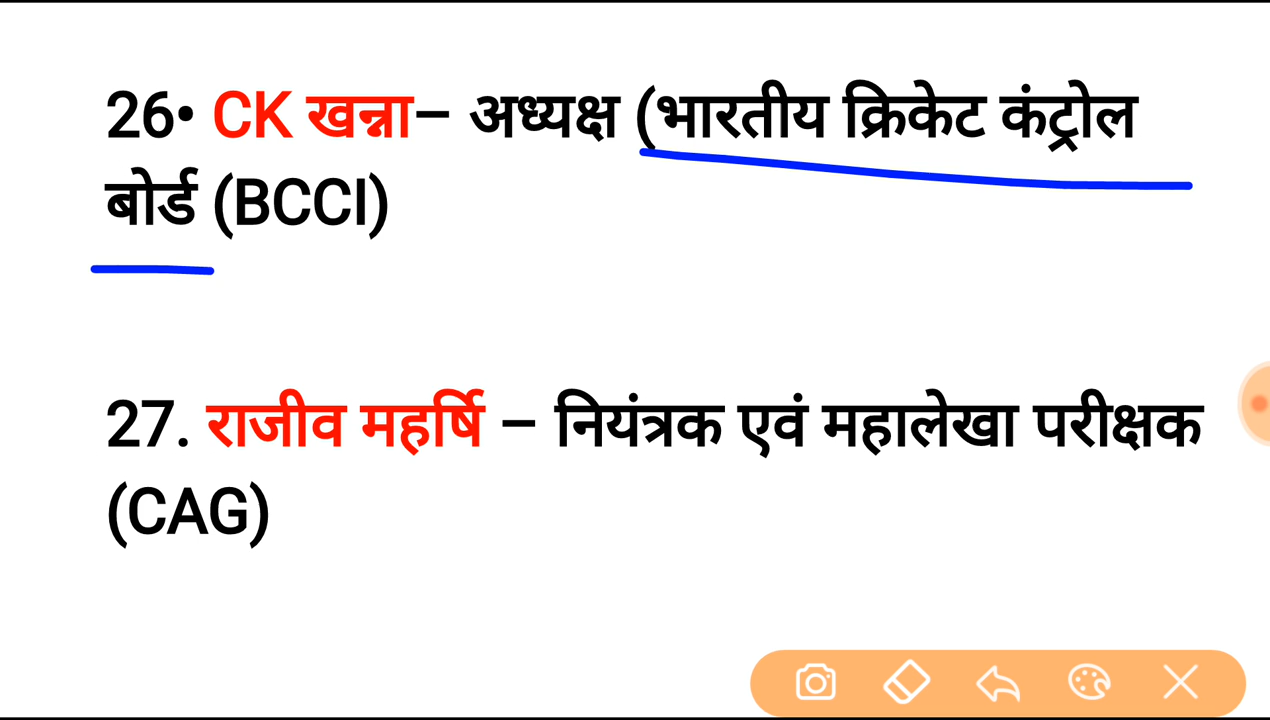 26• CK खन्ना– अध्यक्ष (भारतीय क्रिकेट कंट्रोल
बोर्ड (BCCI)
27. राजीव महर्षि – नियंत्रक एवं महालेखा परीक्षक
(CAG)